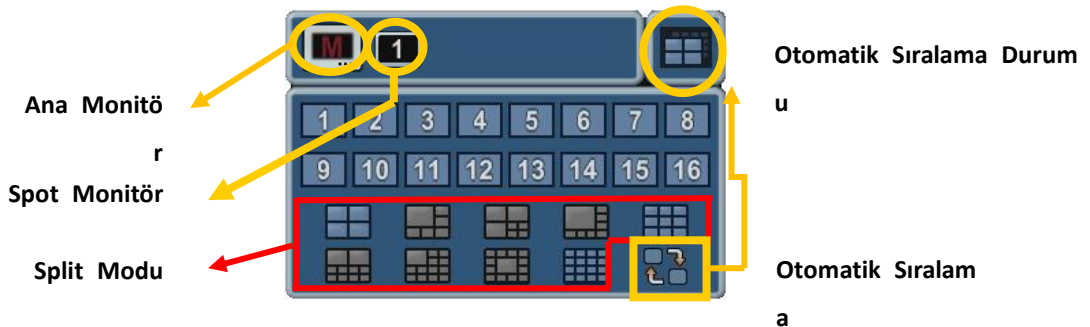 M 1
Otomatik Sıralama Durum
u
Ana Monitö
r
1 2 3 4 5 6 7 8
9 10 11 12 13 14 15 16
Spot Monitör
Split Modu
Otomatik Sıralam
a